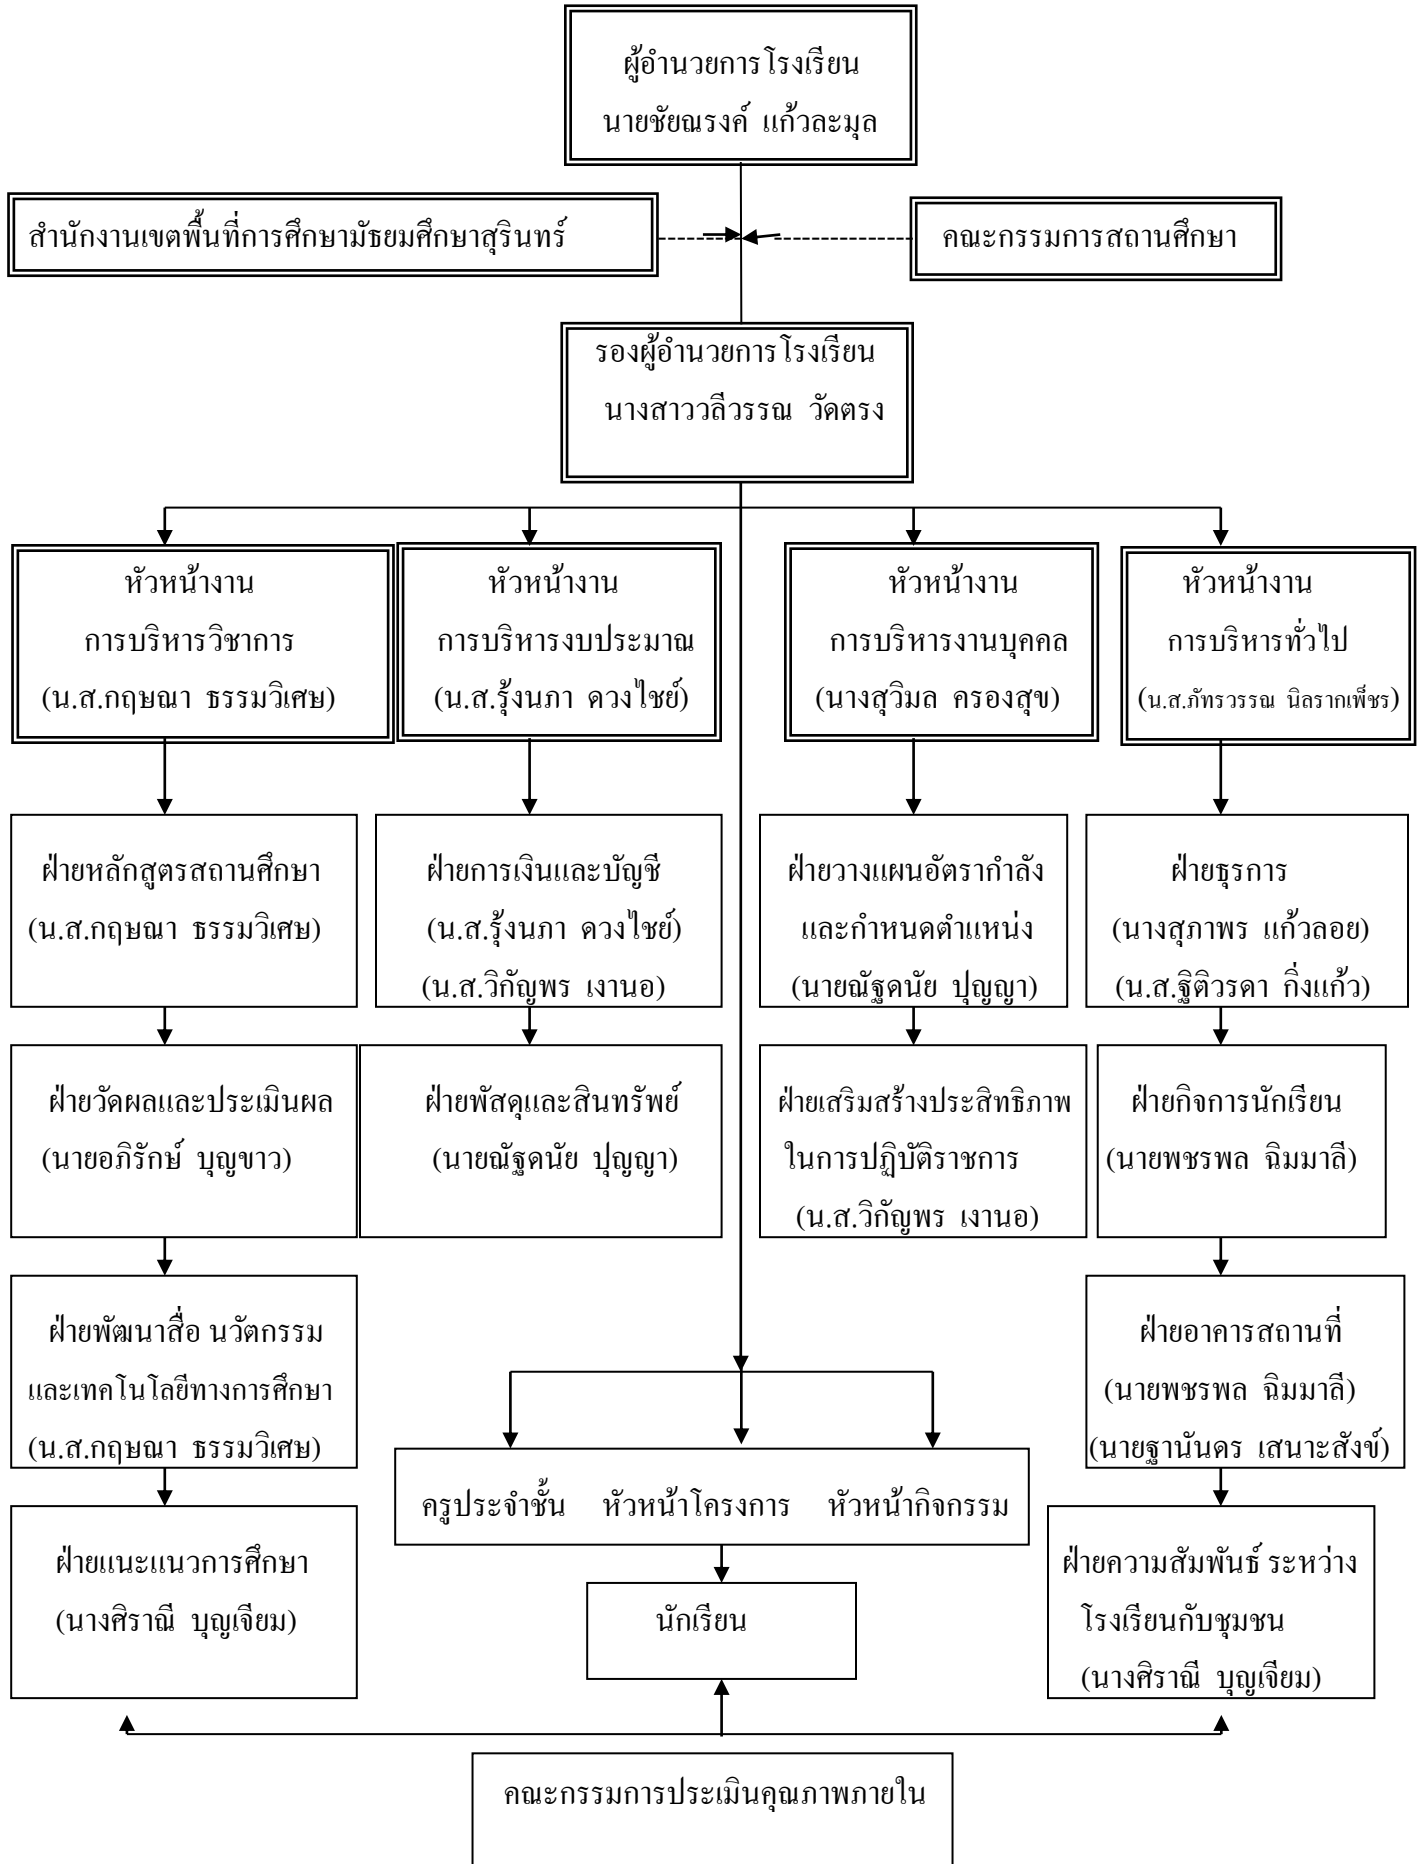 ผู้อำนวยการโรงเรียน
นายชัยณรงค์ แก้วละมุล
สำนักงานเขตพื้นที่การศึกษามัธยมศึกษาสุรินทร์
คณะกรรมการสถานศึกษา
รองผู้อำนวยการโรงเรียน
นางสาววลีวรรณ วัดตรง
หัวหน้างาน
การบริหารวิชาการ
(น.ส.กฤษณา ธรรมวิเศษ)
หัวหน้างาน
การบริหารงบประมาณ
(น.ส.รุ้งนภา ดวงไชย์)
หัวหน้างาน
การบริหารงานบุคคล
(นางสุวิมล ครองสุข)
หัวหน้างาน
การบริหารทั่วไป
(น.ส.ภัทรวรรณ นิลรากเพ็ชร)
ฝ่ายหลักสูตรสถานศึกษา
(น.ส.กฤษณา ธรรมวิเศษ)
ฝ่ายการเงินและบัญชี
(น.ส.รุ้งนภา ดวงไชย์)
(น.ส.วิกัญพร เงานอ)
ฝ่ายวางแผนอัตรากำลัง
และกำหนดตำแหน่ง
(นายณัฐดนัย ปุญญา)
ฝ่ายธุรการ
(นางสุภาพร แก้วลอย)
(น.ส.ฐิติวรดา กิ่งแก้ว)
ฝ่ายวัดผลและประเมินผล
(นายอภิรักษ์ บุญขาว)
ฝ่ายพัสดุและสินทรัพย์
(นายณัฐดนัย ปุญญา)
ฝ่ายเสริมสร้างประสิทธิภาพ
ในการปฏิบัติราชการ
(น.ส.วิกัญพร เงานอ)
ฝ่ายกิจการนักเรียน
(นายพชรพล ฉิมมาลี)
ฝ่ายพัฒนาสื่อ นวัตกรรม
และเทคโนโลยีทางการศึกษา
(น.ส.กฤษณา ธรรมวิเศษ)
ฝ่ายอาคารสถานที่
(นายพชรพล ฉิมมาลี)
(นายฐานันดร เสนาะสังข์)
ครูประจำชั้น หัวหน้าโครงการ หัวหน้ากิจกรรม
ฝ่ายแนะแนวการศึกษา
(นางศิราณี บุญเจียม)
นักเรียน
ฝ่ายความสัมพันธ์ ระหว่าง
โรงเรียนกับชุมชน
(นางศิราณี บุญเจียม)
คณะกรรมการประเมินคุณภาพภายใน